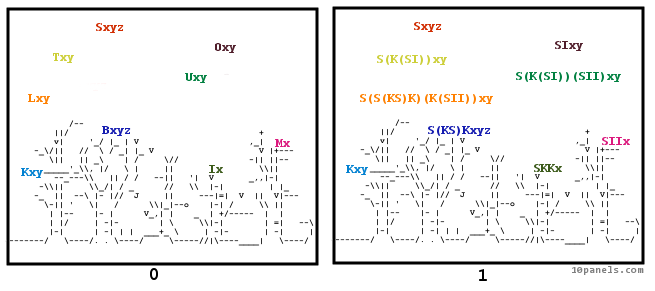 Sxyz
Oxy
Txy
Uxy
Lxy
Bxyz
Mx
Ix
Kxy
0
Sxyz
SIxy
S(K(SI))xy
S(K(SI))(SII)xy
S(S(KS)K)(K(SII))xy
S(KS)Kxyz
SIIx
SKKx
Kxy
1
10panels.com